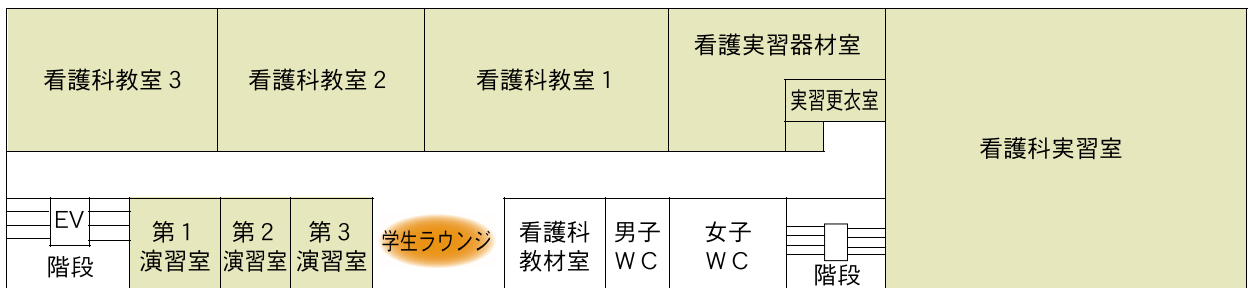 看護科教室３
看護科教室２
看護科教室１
看護実習器材室
実習更衣室
看護科実習室
EV
階段
第１
演習室
第２
演習室
第３
演習室
学生ラウンジ
看護科
教材室
男子
ＷＣ
女子
ＷＣ
階段